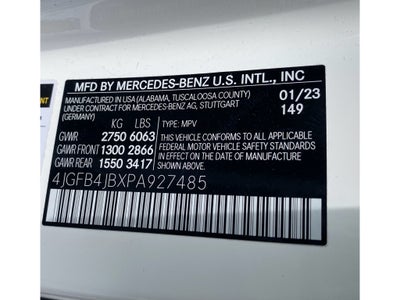 MFD BY MERCEDES-BENZ U.S. INTL., INC
MANUFACTURED IN USA (ALABAMA, TUSCALOOSA COUNTY) 01/23
UNDER CONTRACT FOR MERCEDES-BENZ AG, STUTTGART 149
(GERMANY)
KG LBS TYPE: MPV
GVWR 2750 6063
GAWR FRONT 1300 2866
GAWR REAR 1550 3417
THIS VEHICLE CONFORMS TO ALL APPLICABLE
FEDERAL MOTOR VEHICLE SAFETY STANDARDS
IN EFFECT ON THE DATE OF MANUFACTURE
SHOWN ABOVE.
4JGFB4JBXPA927485